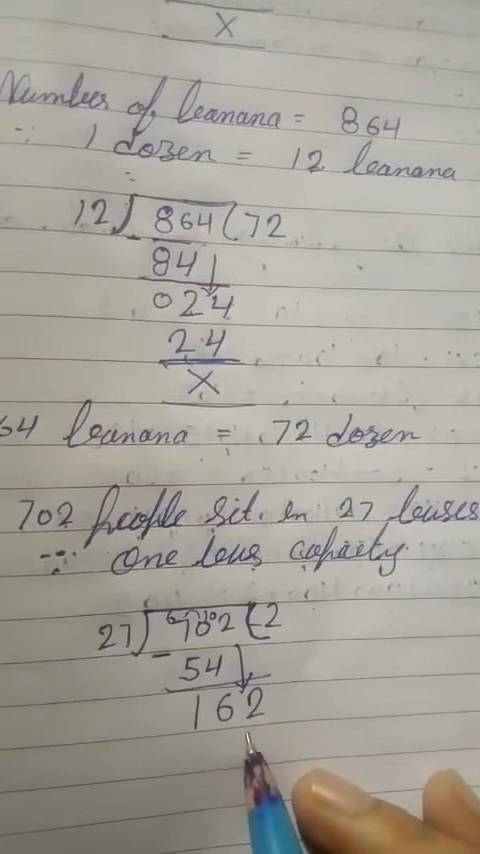 X
Number of banana = 864
∵ 1 dozen = 12 banana
12) 864 (72
84
024
24
X
64 banana = 72 dozen
702 people sit in 27 buses
∵ One bus capacity
27) 702 (2
54
162